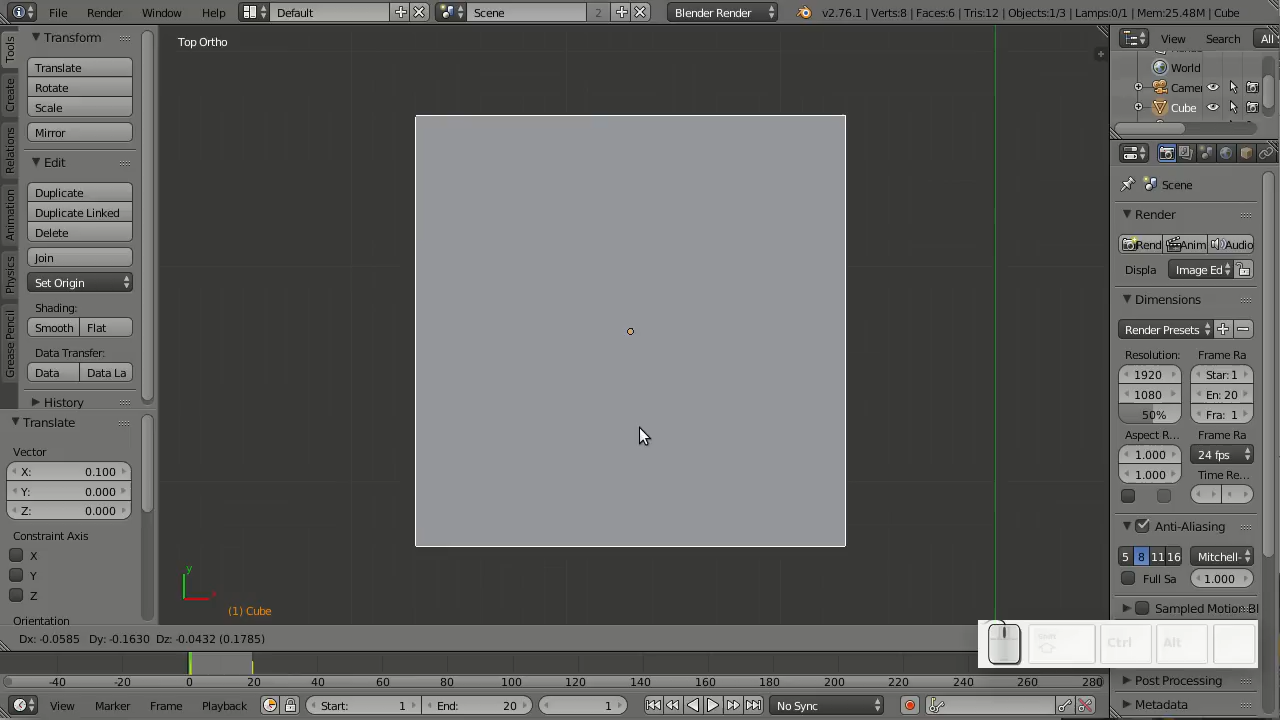 File Render Window Help Default Scene 2 Blender Render v2.76.1 | Verts:8 | Faces:6 | Tris:12 | Objects:1/3 | Lamps:0/1 | Mem:25.48M | Cube
Tools
Create
Relations
Animation
Physics
Grease Pencil
Transform
Translate
Rotate
Scale
Mirror
Edit
Duplicate
Duplicate Linked
Delete
Join
Set Origin
Shading:
Smooth Flat
Data Transfer:
Data Data La
History
Translate
Vector
X: 0.100
Y: 0.000
Z: 0.000
Constraint Axis
X
Y
Z
Orientation
Top Ortho
y
x
(1) Cube
Dx: -0.0585 Dy: -0.1630 Dz: -0.0432 (0.1785)
View Search All
World
Camer
Cube
Scene
Render
Rend Anim Audio
Displa Image Ed
Dimensions
Render Presets
Resolution: Frame Ra
1920 Star: 1
1080 En: 20
50% Fra: 1
Aspect R... Frame Ra
1.000 24 fps
1.000 Time Re...
Anti-Aliasing
5 8 11 16 Mitchell-
Full Sa 1.000
Sampled Motion Bl
Shift Ctrl Alt
Post Processing
Metadata
-40 -20 0 20 40 60 80 100 120 140 160 180 200 220 240 260 280
View Marker Frame Playback Start: 1 End: 20 1 No Sync